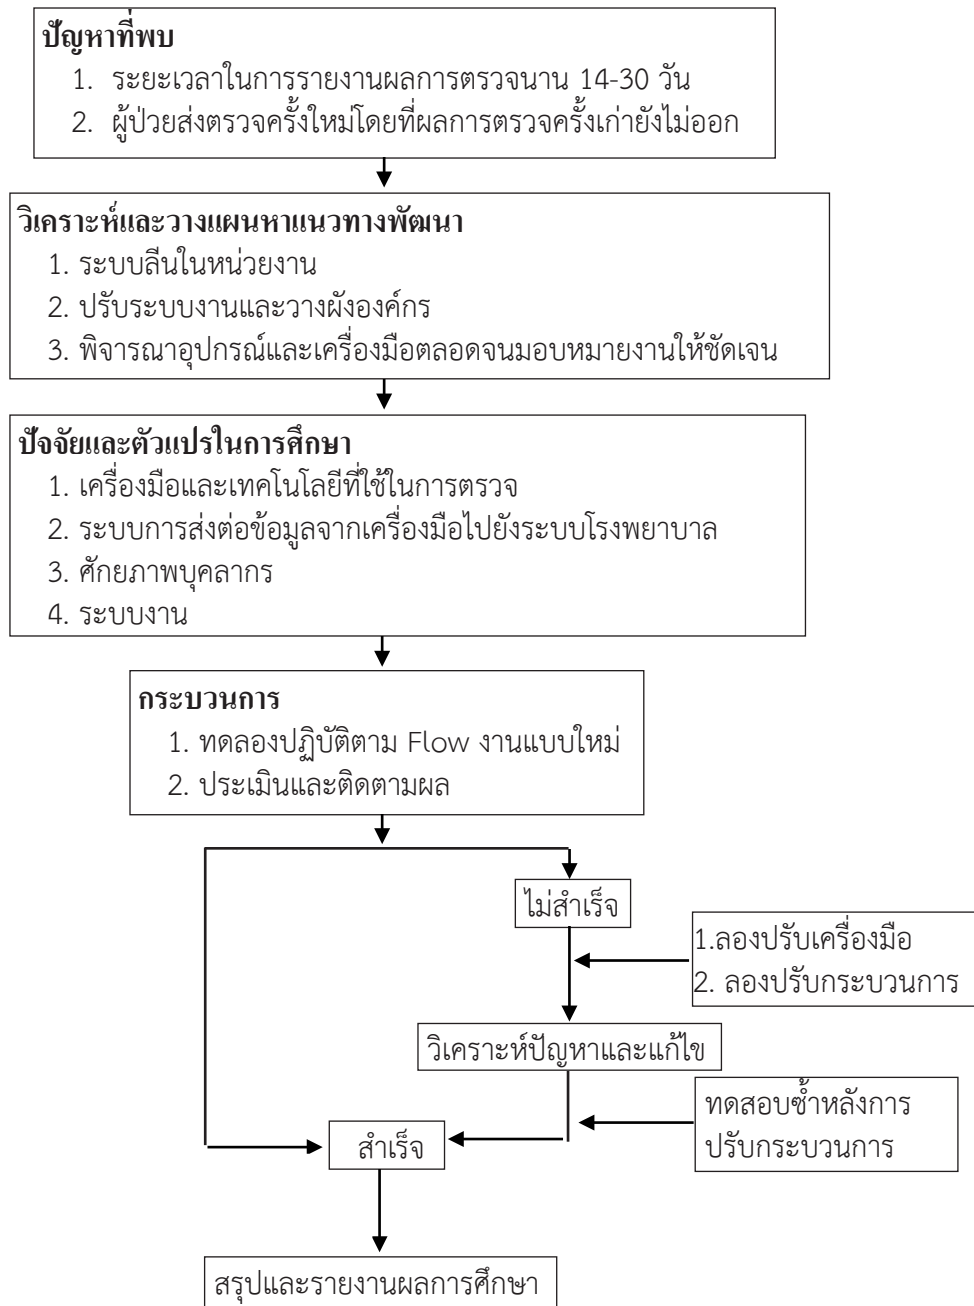 ปัญหาที่พบ
1. ระยะเวลาในการรายงานผลการตรวจนาน 14-30 วัน
2. ผู้ป่วยส่งตรวจครั้งใหม่โดยที่ผลการตรวจครั้งเก่ายังไม่ออก
วิเคราะห์และวางแผนหาแนวทางพัฒนา
1. ระบบลีนในหน่วยงาน
2. ปรับระบบงานและวางผังองค์กร
3. พิจารณาอุปกรณ์และเครื่องมือตลอดจนมอบหมายงานให้ชัดเจน
ปัจจัยและตัวแปรในการศึกษา
1. เครื่องมือและเทคโนโลยีที่ใช้ในการตรวจ
2. ระบบการส่งต่อข้อมูลจากเครื่องมือไปยังระบบโรงพยาบาล
3. ศักยภาพบุคลากร
4. ระบบงาน
กระบวนการ
1. ทดลองปฏิบัติตาม Flow งานแบบใหม่
2. ประเมินและติดตามผล
ไม่สำเร็จ
1.ลองปรับเครื่องมือ
2. ลองปรับกระบวนการ
วิเคราะห์ปัญหาและแก้ไข
ทดสอบซ้ำหลังการ
ปรับกระบวนการ
สำเร็จ
สรุปและรายงานผลการศึกษา